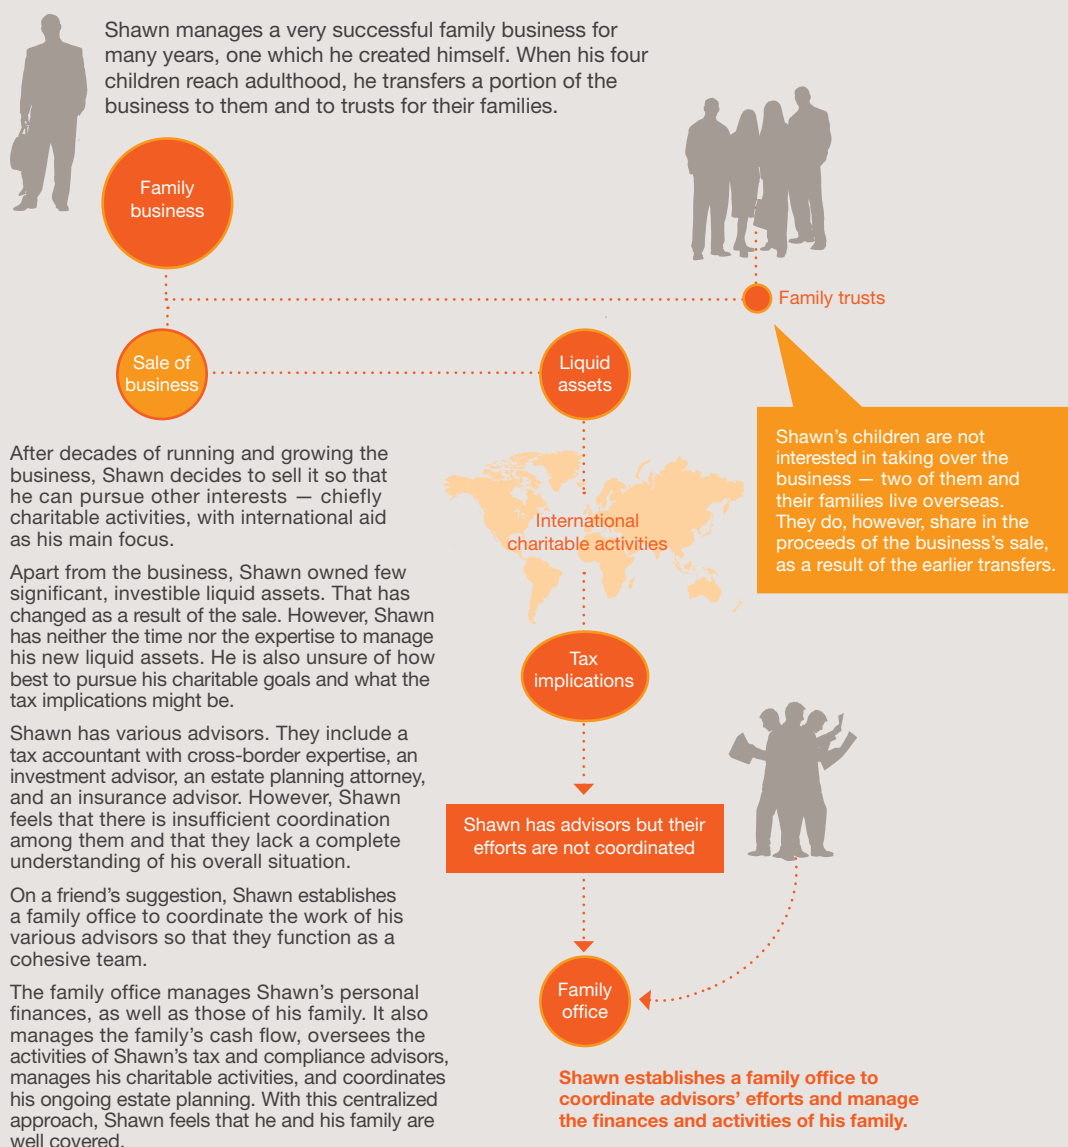 Shawn manages a very successful family business for
many years, one which he created himself. When his four
children reach adulthood, he transfers a portion of the
business to them and to trusts for their families.
Family
business
Family trusts
Sale of
business
Liquid
assets
Shawn’s children are not
interested in taking over the
business — two of them and
their families live overseas.
They do, however, share in the
proceeds of the business’s sale,
as a result of the earlier transfers.
After decades of running and growing the
business, Shawn decides to sell it so that
he can pursue other interests — chiefly
charitable activities, with international aid
as his main focus.
Apart from the business, Shawn owned few
significant, investible liquid assets. That has
changed as a result of the sale. However, Shawn
has neither the time nor the expertise to manage
his new liquid assets. He is also unsure of how
best to pursue his charitable goals and what the
tax implications might be.
Shawn has various advisors. They include a
tax accountant with cross-border expertise, an
investment advisor, an estate planning attorney,
and an insurance advisor. However, Shawn
feels that there is insufficient coordination
among them and that they lack a complete
understanding of his overall situation.
On a friend’s suggestion, Shawn establishes
a family office to coordinate the work of his
various advisors so that they function as a
cohesive team.
The family office manages Shawn’s personal
finances, as well as those of his family. It also
manages the family’s cash flow, oversees the
activities of Shawn’s tax and compliance advisors,
manages his charitable activities, and coordinates
his ongoing estate planning. With this centralized
approach, Shawn feels that he and his family are
well covered.
International
charitable activities
Tax
implications
Shawn has advisors but their
efforts are not coordinated
Family
office
Shawn establishes a family office to
coordinate advisors’ efforts and manage
the finances and activities of his family.